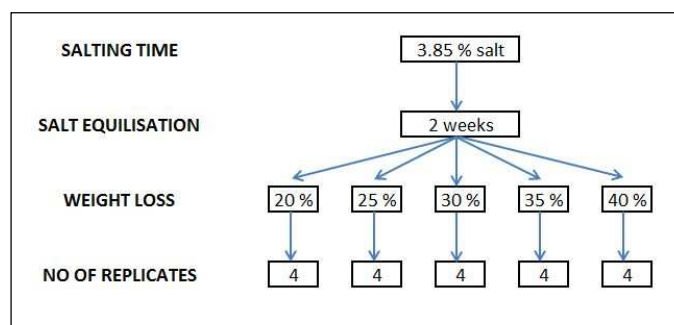 SALTING TIME 3.85 % salt
SALT EQUILISATION 2 weeks
WEIGHT LOSS 20 % 25 % 30 % 35 % 40 %
NO OF REPLICATES 4 4 4 4 4